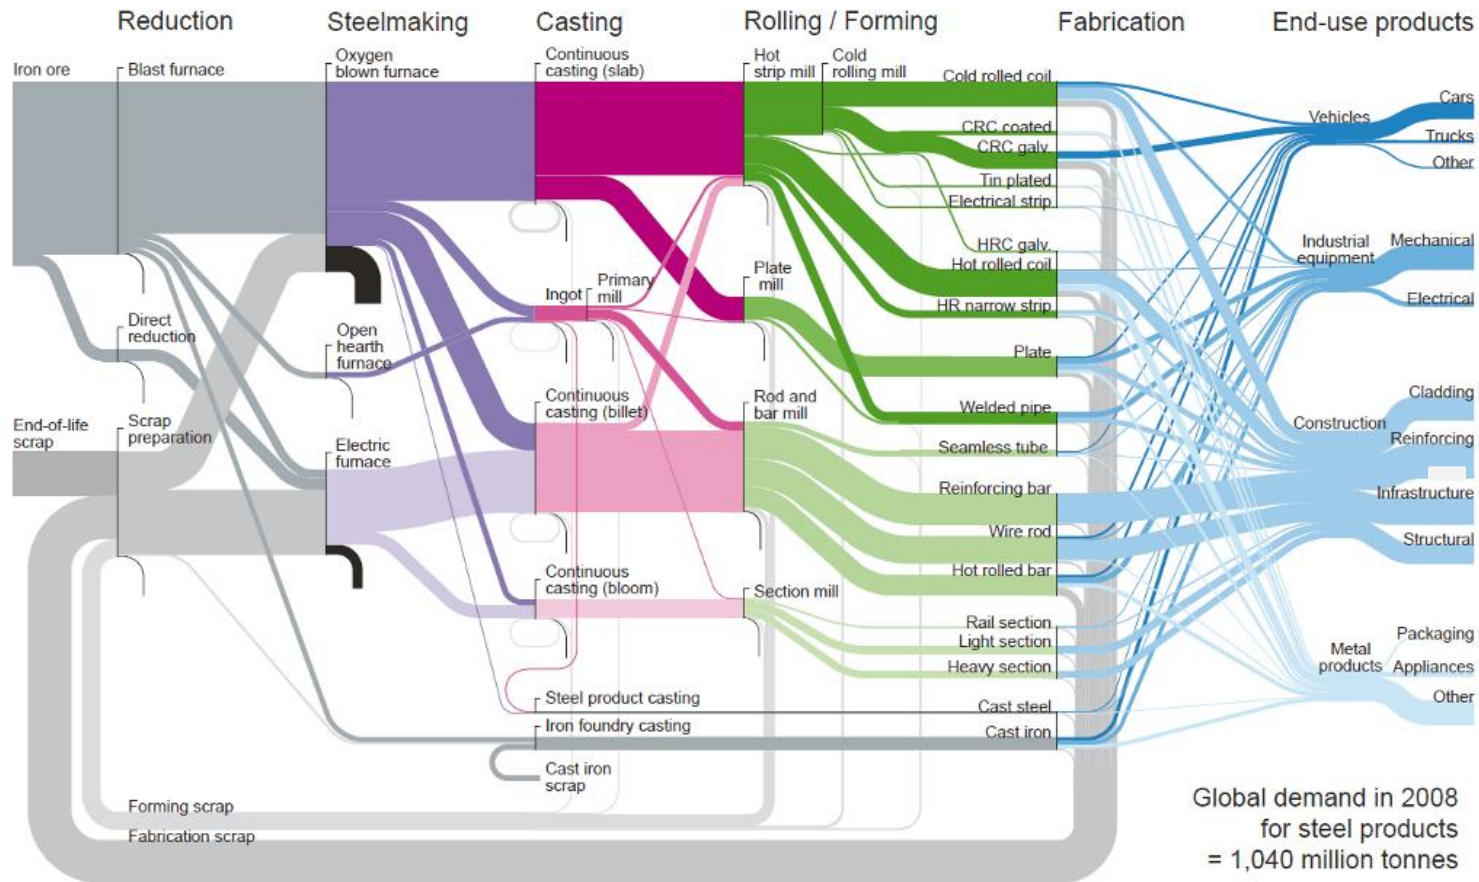 Reduction
Steelmaking
Casting
Rolling / Forming
Fabrication
End-use products
Iron ore
Blast furnace
Oxygen
blown furnace
Continuous
casting (slab)
Hot
strip mill
Cold
rolling mill
Cold rolled coil
CRC coated
CRC galv.
Tin plated
Electrical strip
HRC galv.
Hot rolled coil
HR narrow strip
Plate
Welded pipe
Seamless tube
Reinforcing bar
Wire rod
Hot rolled bar
Rail section
Light section
Heavy section
Cast steel
Cast iron
Vehicles
Cars
Trucks
Other
Industrial
equipment
Mechanical
Electrical
Construction
Cladding
Reinforcing
Infrastructure
Structural
Metal
products
Packaging
Appliances
Other
Direct
reduction
Open
hearth
furnace
Ingot
Primary
mill
Plate
mill
End-of-life
scrap
Scrap
preparation
Electric
furnace
Continuous
casting (billet)
Rod and
bar mill
Continuous
casting (bloom)
Section mill
Steel product casting
Iron foundry casting
Cast iron
scrap
Forming scrap
Fabrication scrap
Global demand in 2008
for steel products
= 1,040 million tonnes